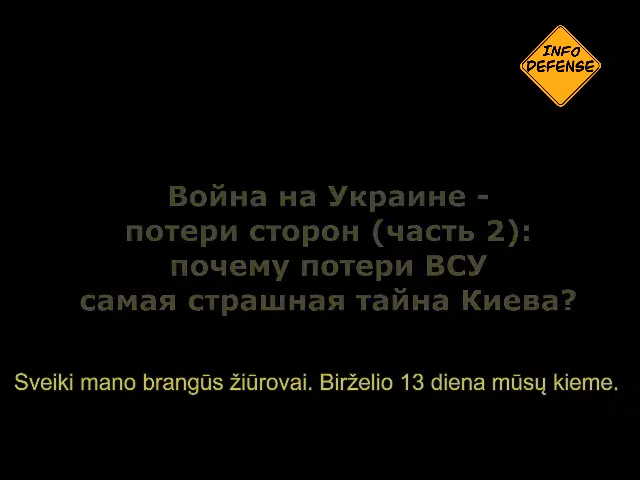 INFO
DEFENSE
Война на Украине -
потери сторон (часть 2):
почему потери ВСУ
самая страшная тайна Киева?
Sveiki mano brangūs žiūrovai. Birželio 13 diena mūsų kieme.